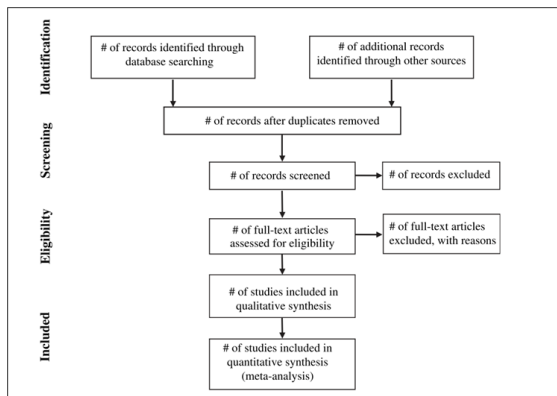 Identification
# of records identified through
database searching
# of additional records
identified through other sources
# of records after duplicates removed
Screening
# of records screened
# of records excluded
Eligibility
# of full-text articles
assessed for eligibility
# of full-text articles
excluded, with reasons
Included
# of studies included in
qualitative synthesis
# of studies included in
quantitative synthesis
(meta-analysis)